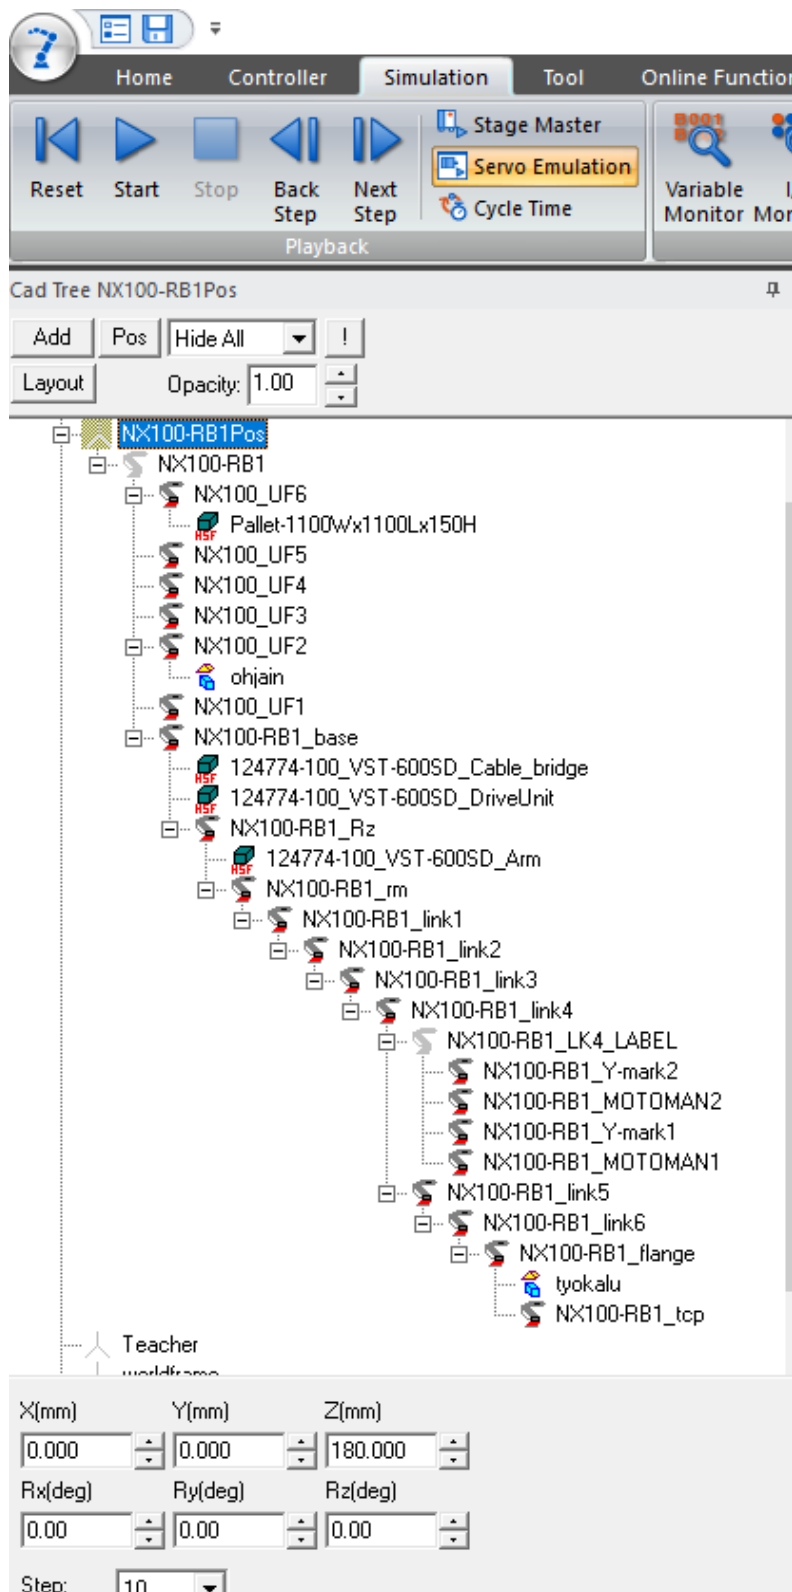 Home Controller Simulation Tool Online Function
Reset Start Stop Back Step Next Step
Stage Master
Servo Emulation
Cycle Time
Variable Monitor
Playback
Cad Tree NX100-RB1Pos
Add Pos Hide All !
Layout Opacity: 1.00
NX100-RB1Pos
NX100-RB1
NX100_UF6
Pallet-1100Wx1100Lx150H
NX100_UF5
NX100_UF4
NX100_UF3
NX100_UF2
ohjain
NX100_UF1
NX100-RB1_base
124774-100_VST-600SD_Cable_bridge
124774-100_VST-600SD_DriveUnit
NX100-RB1_Rz
124774-100_VST-600SD_Arm
NX100-RB1_rm
NX100-RB1_link1
NX100-RB1_link2
NX100-RB1_link3
NX100-RB1_link4
NX100-RB1_LK4_LABEL
NX100-RB1_Y-mark2
NX100-RB1_MOTOMAN2
NX100-RB1_Y-mark1
NX100-RB1_MOTOMAN1
NX100-RB1_link5
NX100-RB1_link6
NX100-RB1_flange
tyokalu
NX100-RB1_tcp
Teacher
worldframe
X(mm) Y(mm) Z(mm)
0.000 0.000 180.000
Rx(deg) Ry(deg) Rz(deg)
0.00 0.00 0.00
Step: 10